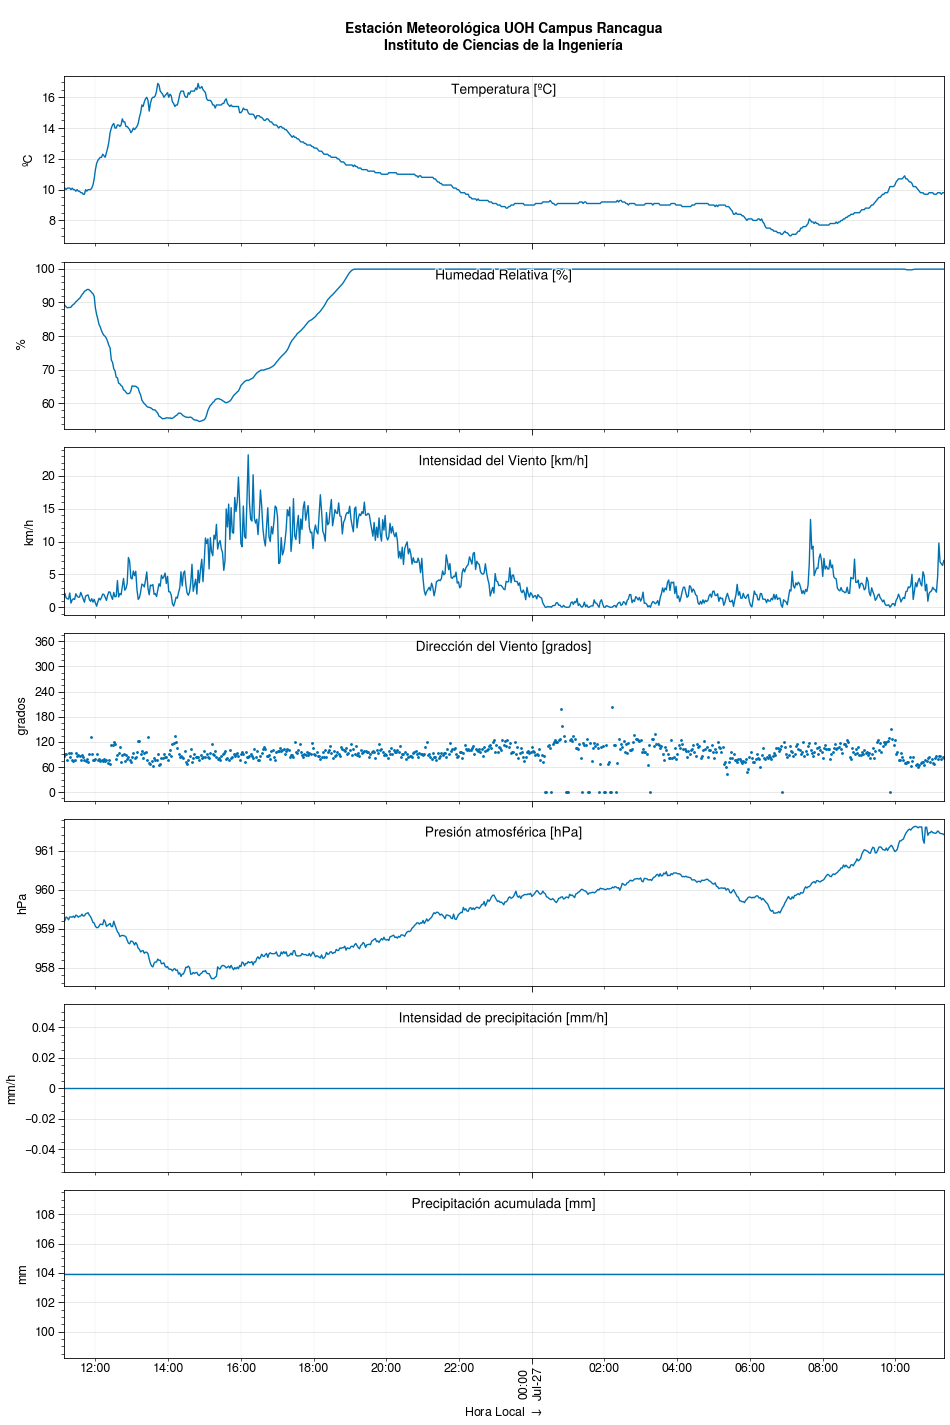 Estación Meteorológica UOH Campus Rancagua
Instituto de Ciencias de la Ingeniería
Temperatura [ºC]
ºC
16
14
12
10
8
Humedad Relativa [%]
%
100
90
80
70
60
Intensidad del Viento [km/h]
km/h
20
15
10
5
0
Dirección del Viento [grados]
grados
360
300
240
180
120
60
0
Presión atmosférica [hPa]
hPa
961
960
959
958
Intensidad de precipitación [mm/h]
mm/h
0.04
0.02
0
−0.02
−0.04
Precipitación acumulada [mm]
mm
108
106
104
102
100
12:00 14:00 16:00 18:00 20:00 22:00 00:00 02:00 04:00 06:00 08:00 10:00
Jul-27
Hora Local →